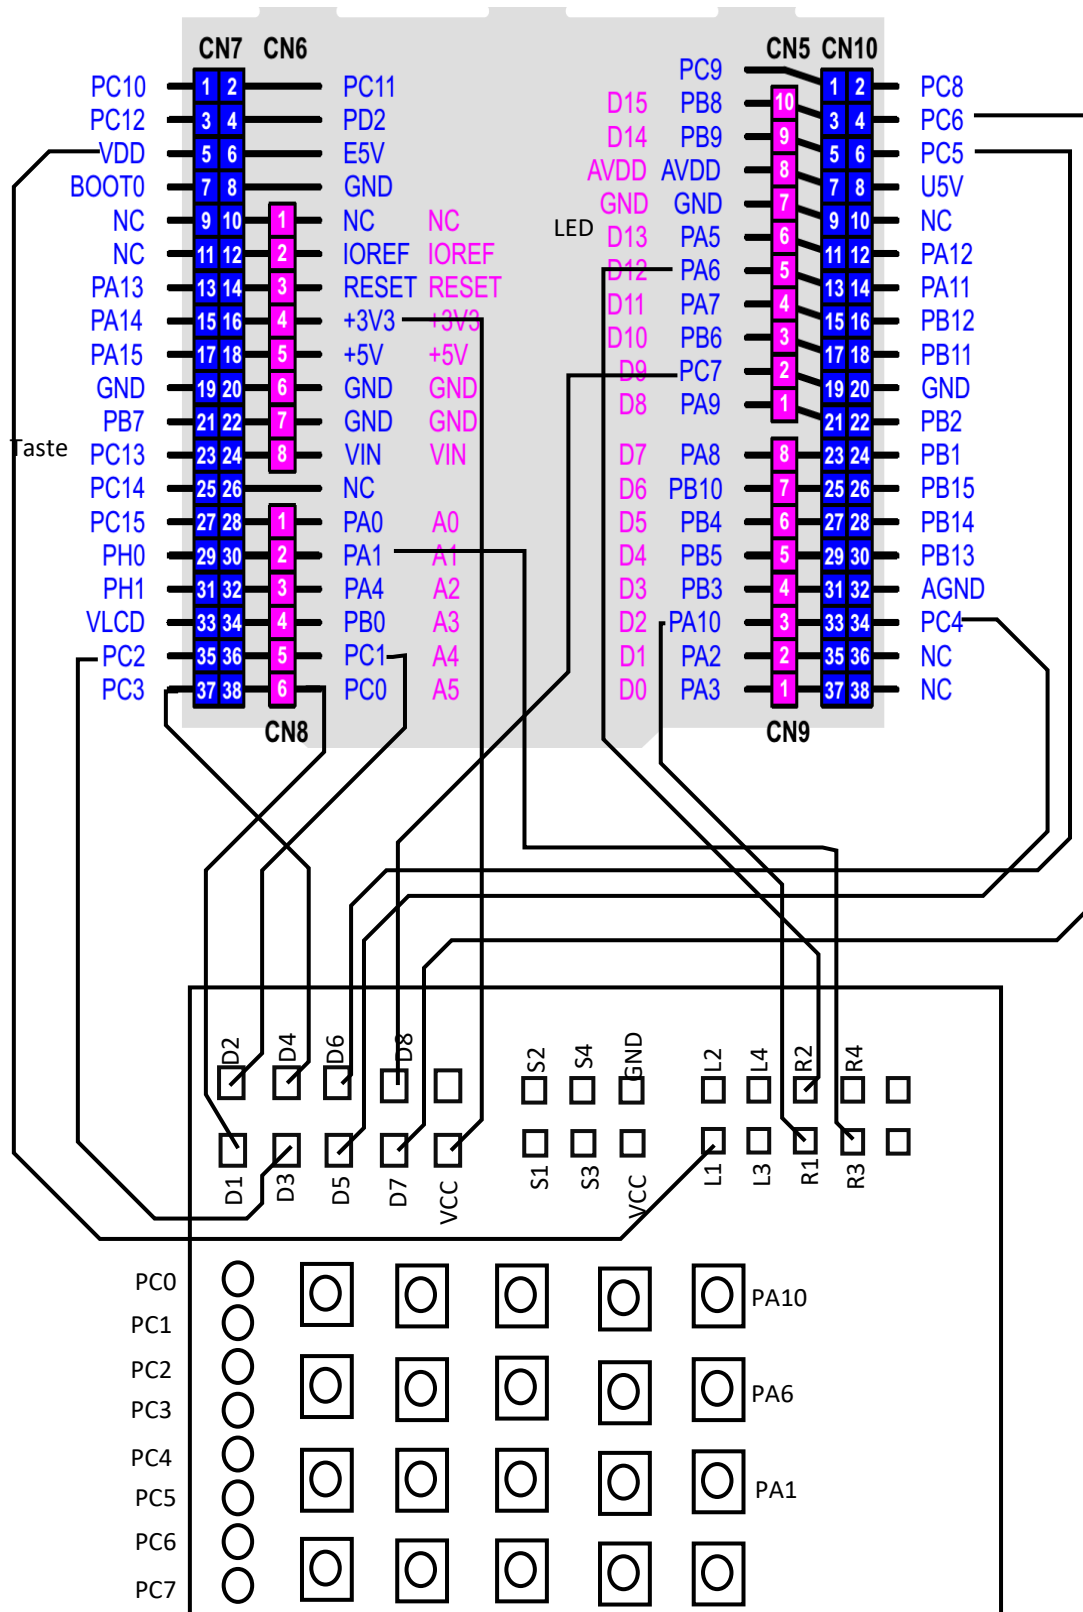 CN7 CN6 CN5 CN10
PC9
PC10 1 2 PC11 1 2 PC8
D15 PB8 10
PC12 3 4 PD2 3 4 PC6
D14 PB9 9
VDD 5 6 E5V 5 6 PC5
AVDD AVDD 8
BOOT0 7 8 GND 7 8 U5V
GND GND 7
NC 9 10 1 NC NC 9 10 NC
LED D13 PA5 6
NC 11 12 2 IOREF IOREF 11 12 PA12
D12 PA6 5
PA13 13 14 3 RESET RESET 13 14 PA11
D11 PA7 4
PA14 15 16 4 +3V3 +3V3 15 16 PB12
D10 PB6 3
PA15 17 18 5 +5V +5V 17 18 PB11
D9 PC7 2
GND 19 20 6 GND GND 19 20 GND
D8 PA9 1
PB7 21 22 7 GND GND 21 22 PB2
Taste PC13 23 24 8 VIN VIN D7 PA8 8 23 24 PB1
PC14 25 26 NC D6 PB10 7 25 26 PB15
PC15 27 28 1 PA0 A0 D5 PB4 6 27 28 PB14
PH0 29 30 2 PA1 A1 D4 PB5 5 29 30 PB13
PH1 31 32 3 PA4 A2 D3 PB3 4 31 32 AGND
VLCD 33 34 4 PB0 A3 D2 PA10 3 33 34 PC4
PC2 35 36 5 PC1 A4 D1 PA2 2 35 36 NC
PC3 37 38 6 PC0 A5 D0 PA3 1 37 38 NC
CN8 CN9
D2 D4 D6 D8 S2 S4 GND L2 L4 R2 R4
D1 D3 D5 D7 VCC S1 S3 VCC L1 L3 R1 R3
PC0
PA10
PC1
PC2
PA6
PC3
PC4
PA1
PC5
PC6
PC7